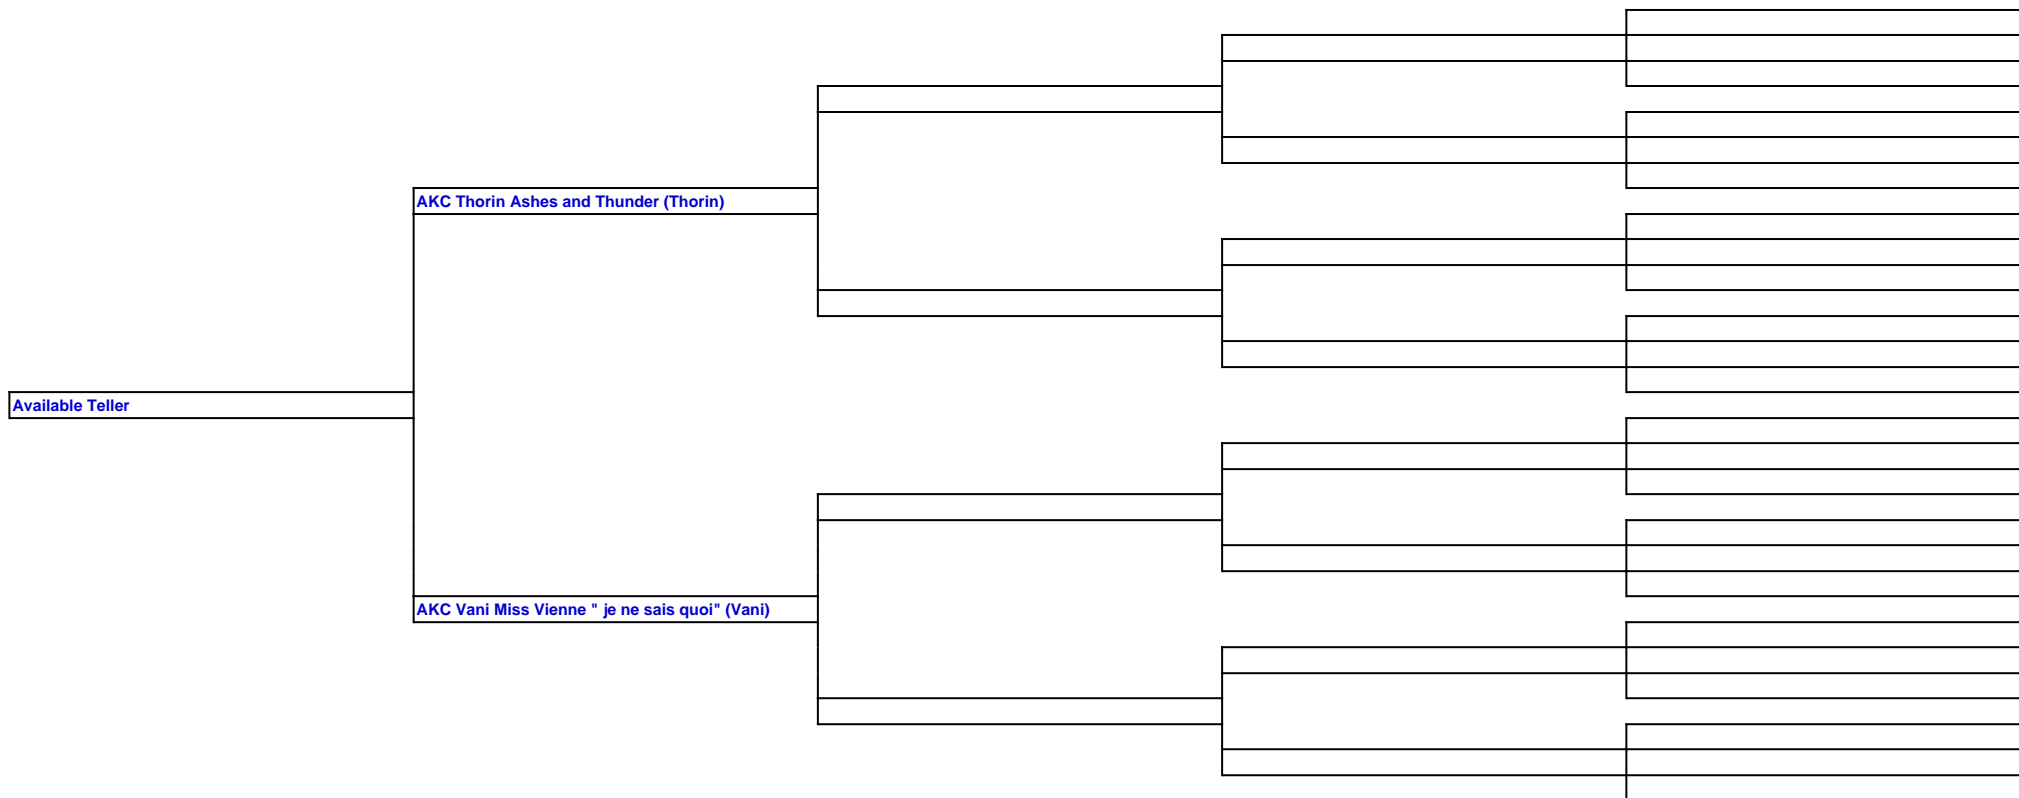 AKC Thorin Ashes and Thunder (Thorin)
Available Teller
AKC Vani Miss Vienne " je ne sais quoi" (Vani)